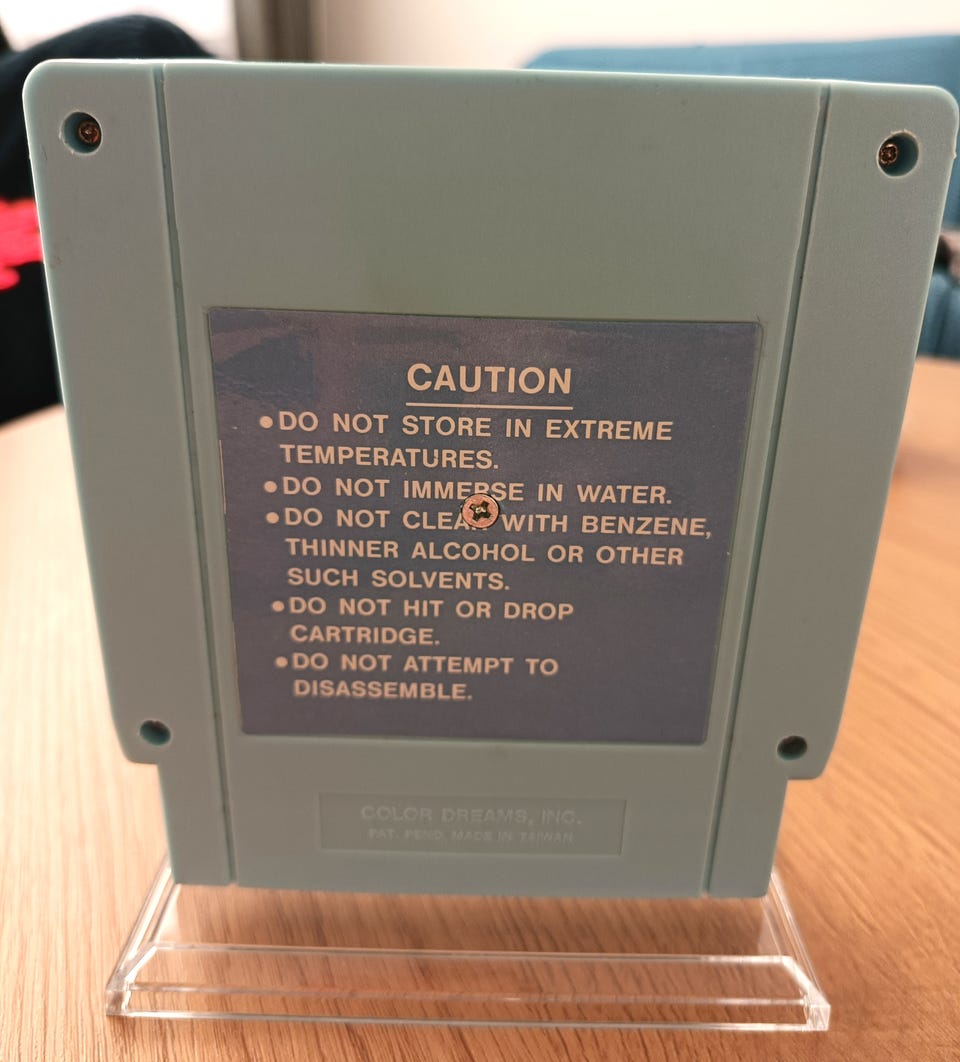 CAUTION
●DO NOT STORE IN EXTREME
TEMPERATURES.
●DO NOT IMMERSE IN WATER.
●DO NOT CLEAN WITH BENZENE,
THINNER ALCOHOL OR OTHER
SUCH SOLVENTS.
●DO NOT HIT OR DROP
CARTRIDGE.
●DO NOT ATTEMPT TO
DISASSEMBLE.
COLOR DREAMS, INC.
PAT. PEND. MADE IN TAIWAN